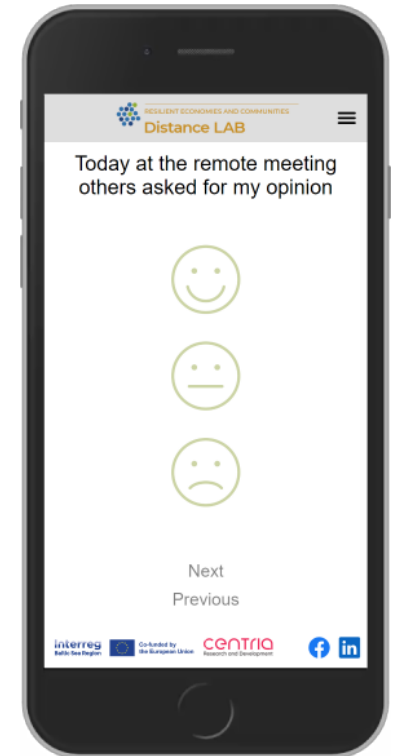 RESILIENT ECONOMIES AND COMMUNITIES
Distance LAB
Today at the remote meeting
others asked for my opinion
Next
Previous
interreg
Baltic Sea Region
Co-funded by
the European Union
CENTRIA
Research and Development
f
in